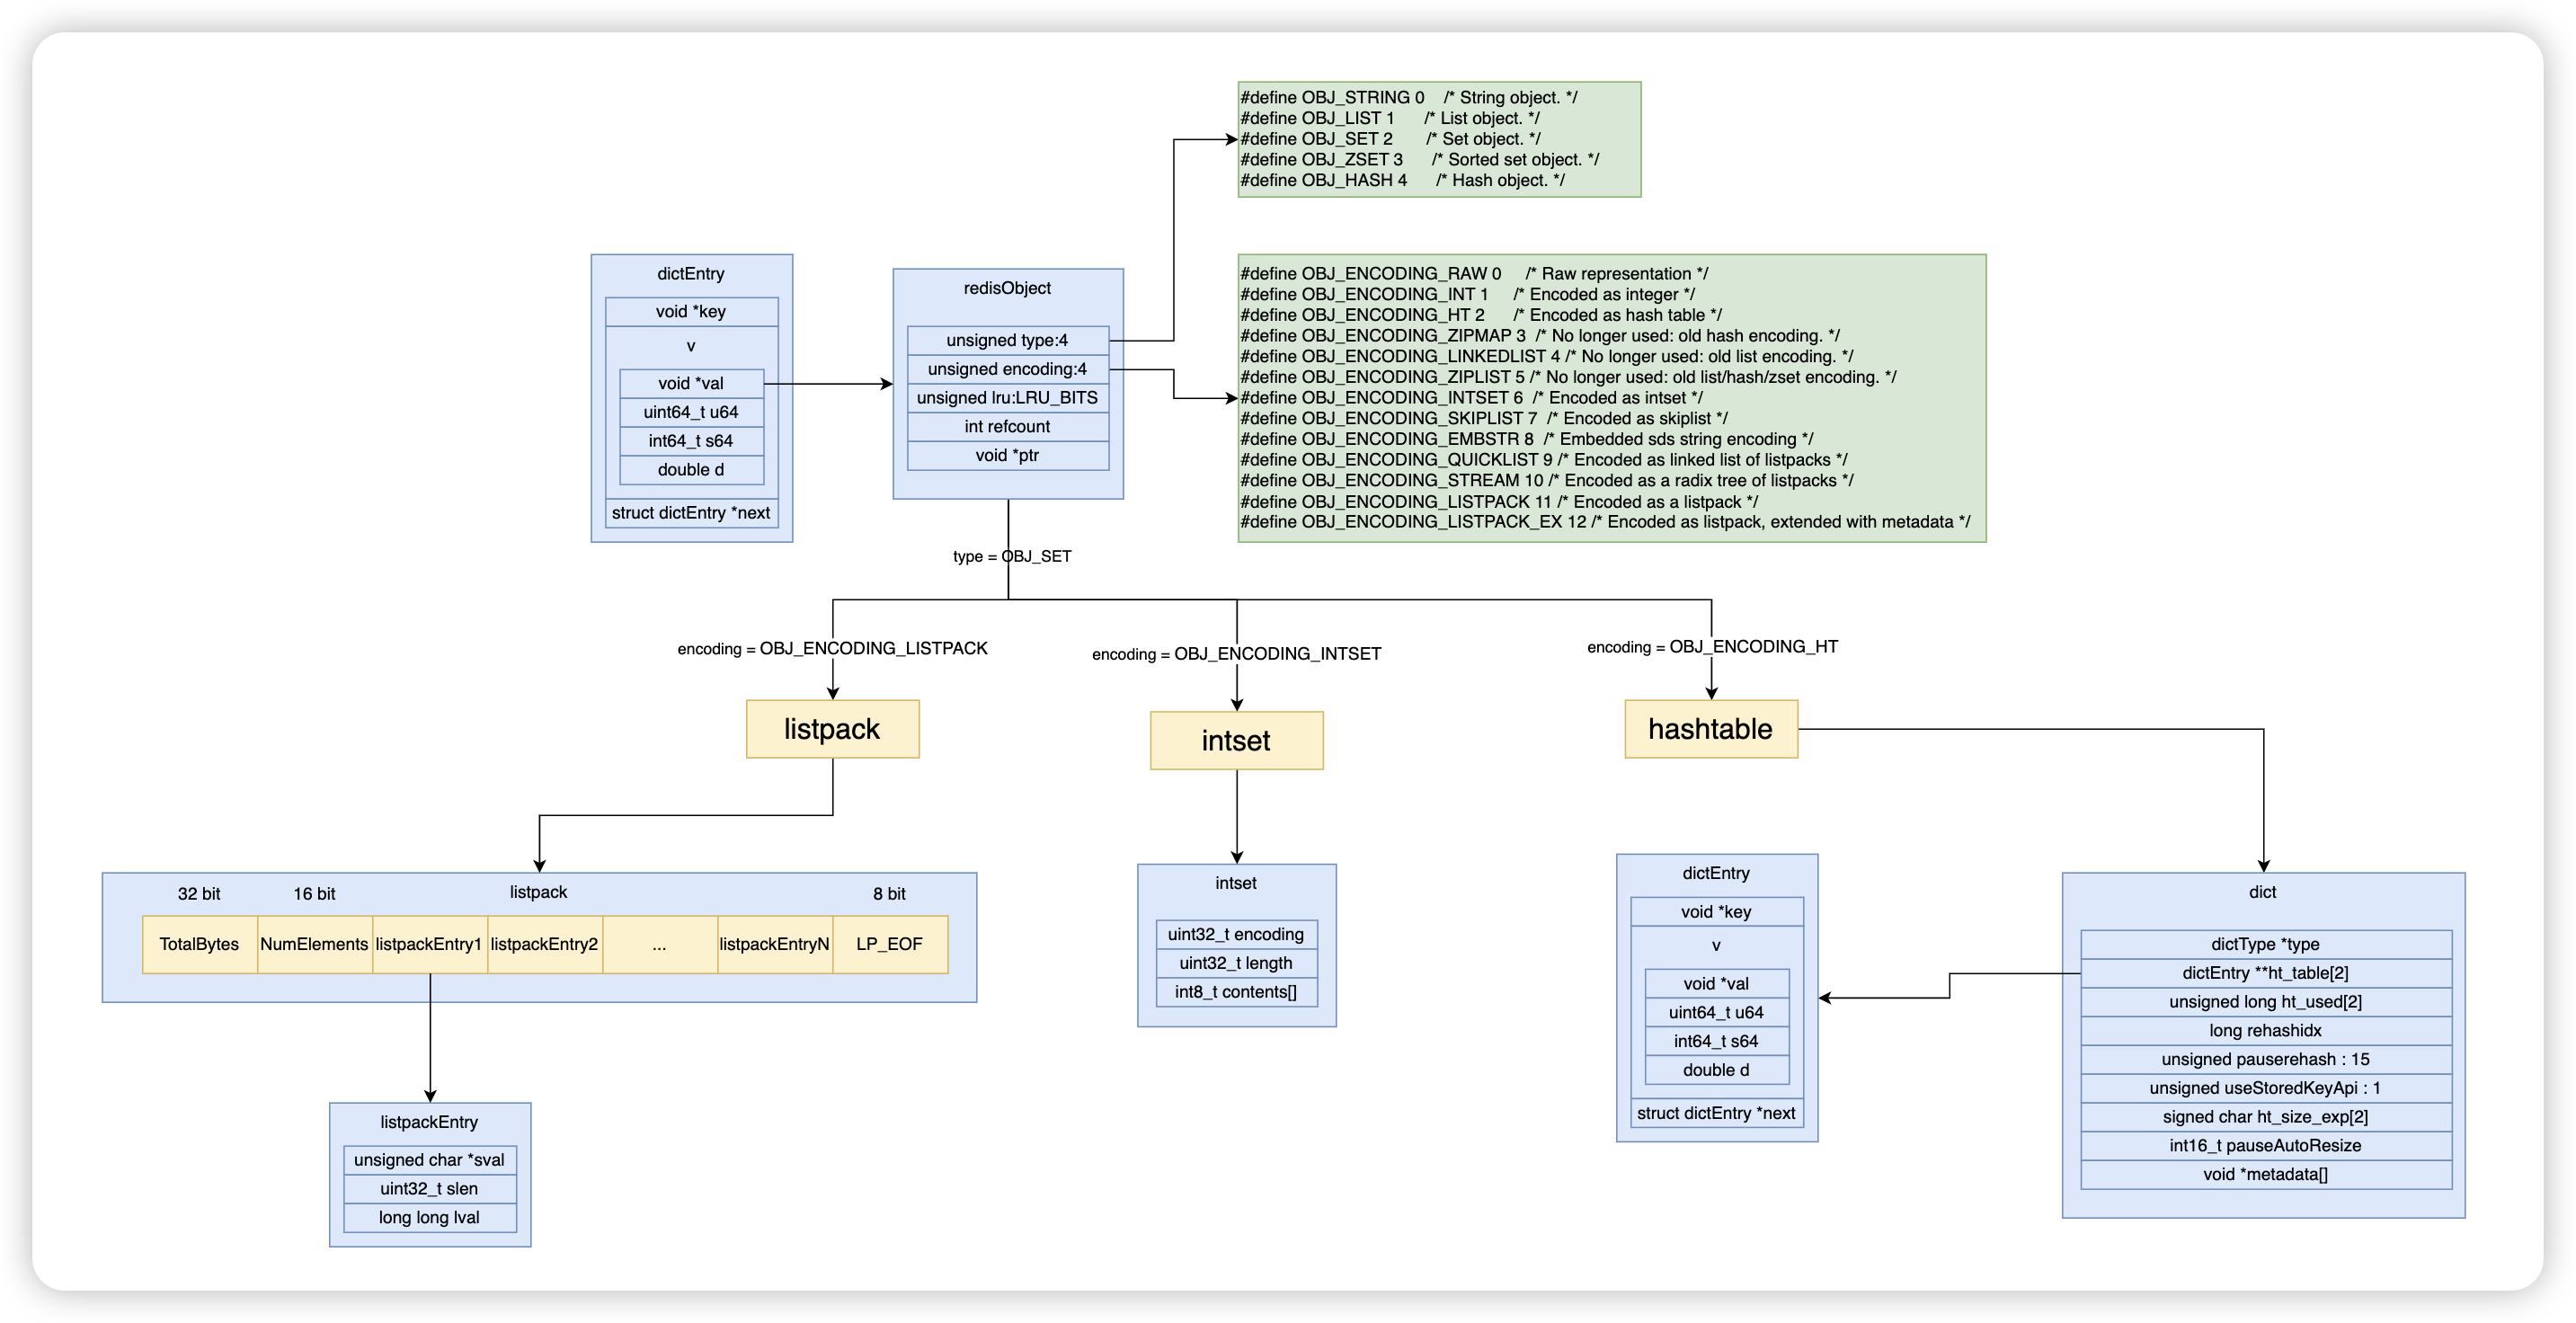 #define OBJ_STRING 0 /* String object. */
#define OBJ_LIST 1 /* List object. */
#define OBJ_SET 2 /* Set object. */
#define OBJ_ZSET 3 /* Sorted set object. */
#define OBJ_HASH 4 /* Hash object. */
dictEntry
void *key
v
void *val
uint64_t u64
int64_t s64
double d
struct dictEntry *next
redisObject
unsigned type:4
unsigned encoding:4
unsigned lru:LRU_BITS
int refcount
void *ptr
#define OBJ_ENCODING_RAW 0 /* Raw representation */
#define OBJ_ENCODING_INT 1 /* Encoded as integer */
#define OBJ_ENCODING_HT 2 /* Encoded as hash table */
#define OBJ_ENCODING_ZIPMAP 3 /* No longer used: old hash encoding. */
#define OBJ_ENCODING_LINKEDLIST 4 /* No longer used: old list encoding. */
#define OBJ_ENCODING_ZIPLIST 5 /* No longer used: old list/hash/zset encoding. */
#define OBJ_ENCODING_INTSET 6 /* Encoded as intset */
#define OBJ_ENCODING_SKIPLIST 7 /* Encoded as skiplist */
#define OBJ_ENCODING_EMBSTR 8 /* Embedded sds string encoding */
#define OBJ_ENCODING_QUICKLIST 9 /* Encoded as linked list of listpacks */
#define OBJ_ENCODING_STREAM 10 /* Encoded as a radix tree of listpacks */
#define OBJ_ENCODING_LISTPACK 11 /* Encoded as a listpack */
#define OBJ_ENCODING_LISTPACK_EX 12 /* Encoded as listpack, extended with metadata */
type = OBJ_SET
encoding = OBJ_ENCODING_LISTPACK
encoding = OBJ_ENCODING_INTSET
encoding = OBJ_ENCODING_HT
listpack
intset
hashtable
32 bit
16 bit
listpack
8 bit
TotalBytes
NumElements
listpackEntry1
listpackEntry2
...
listpackEntryN
LP_EOF
listpackEntry
unsigned char *sval
uint32_t slen
long long lval
intset
uint32_t encoding
uint32_t length
int8_t contents[]
dictEntry
void *key
v
void *val
uint64_t u64
int64_t s64
double d
struct dictEntry *next
dict
dictType *type
dictEntry **ht_table[2]
unsigned long ht_used[2]
long rehashidx
unsigned pauserehash : 15
unsigned useStoredKeyApi : 1
signed char ht_size_exp[2]
int16_t pauseAutoResize
void *metadata[]